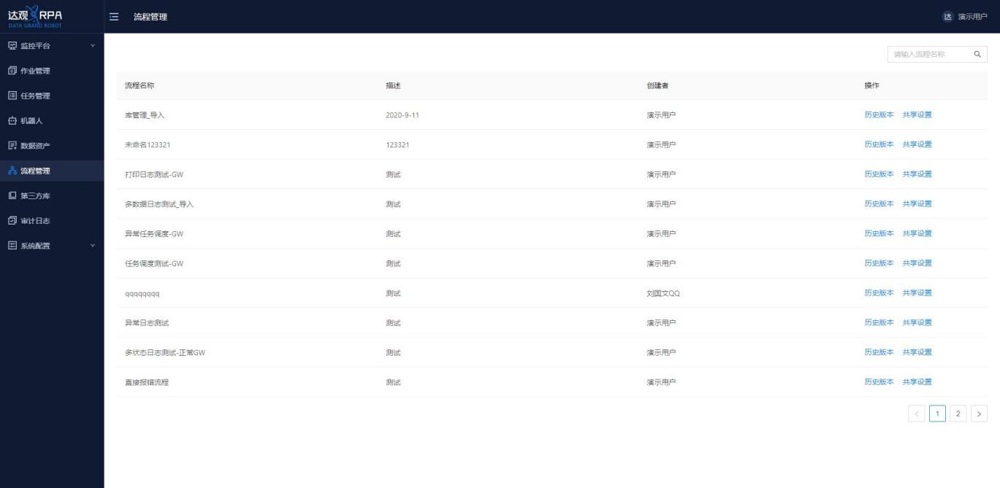 达观RPA
DATA GRAND ROBOT
流程管理
达 演示用户
监控平台
作业管理
任务管理
机器人
数据资产
流程管理
第三方库
审计日志
系统配置
请输入流程名称
流程名称 描述 创建者 操作
库管理_导入 2020-9-11 演示用户 历史版本 共享设置
未命名123321 123321 演示用户 历史版本 共享设置
打印日志测试-GW 测试 演示用户 历史版本 共享设置
多数据日志测试_导入 测试 演示用户 历史版本 共享设置
异常任务调度-GW 测试 演示用户 历史版本 共享设置
任务调度测试-GW 测试 演示用户 历史版本 共享设置
qqqqqqqq 测试 刘国文QQ 历史版本 共享设置
异常日志测试 测试 演示用户 历史版本 共享设置
多状态日志测试-正常GW 测试 演示用户 历史版本 共享设置
直接报错流程 测试 演示用户 历史版本 共享设置
< 1 2 >